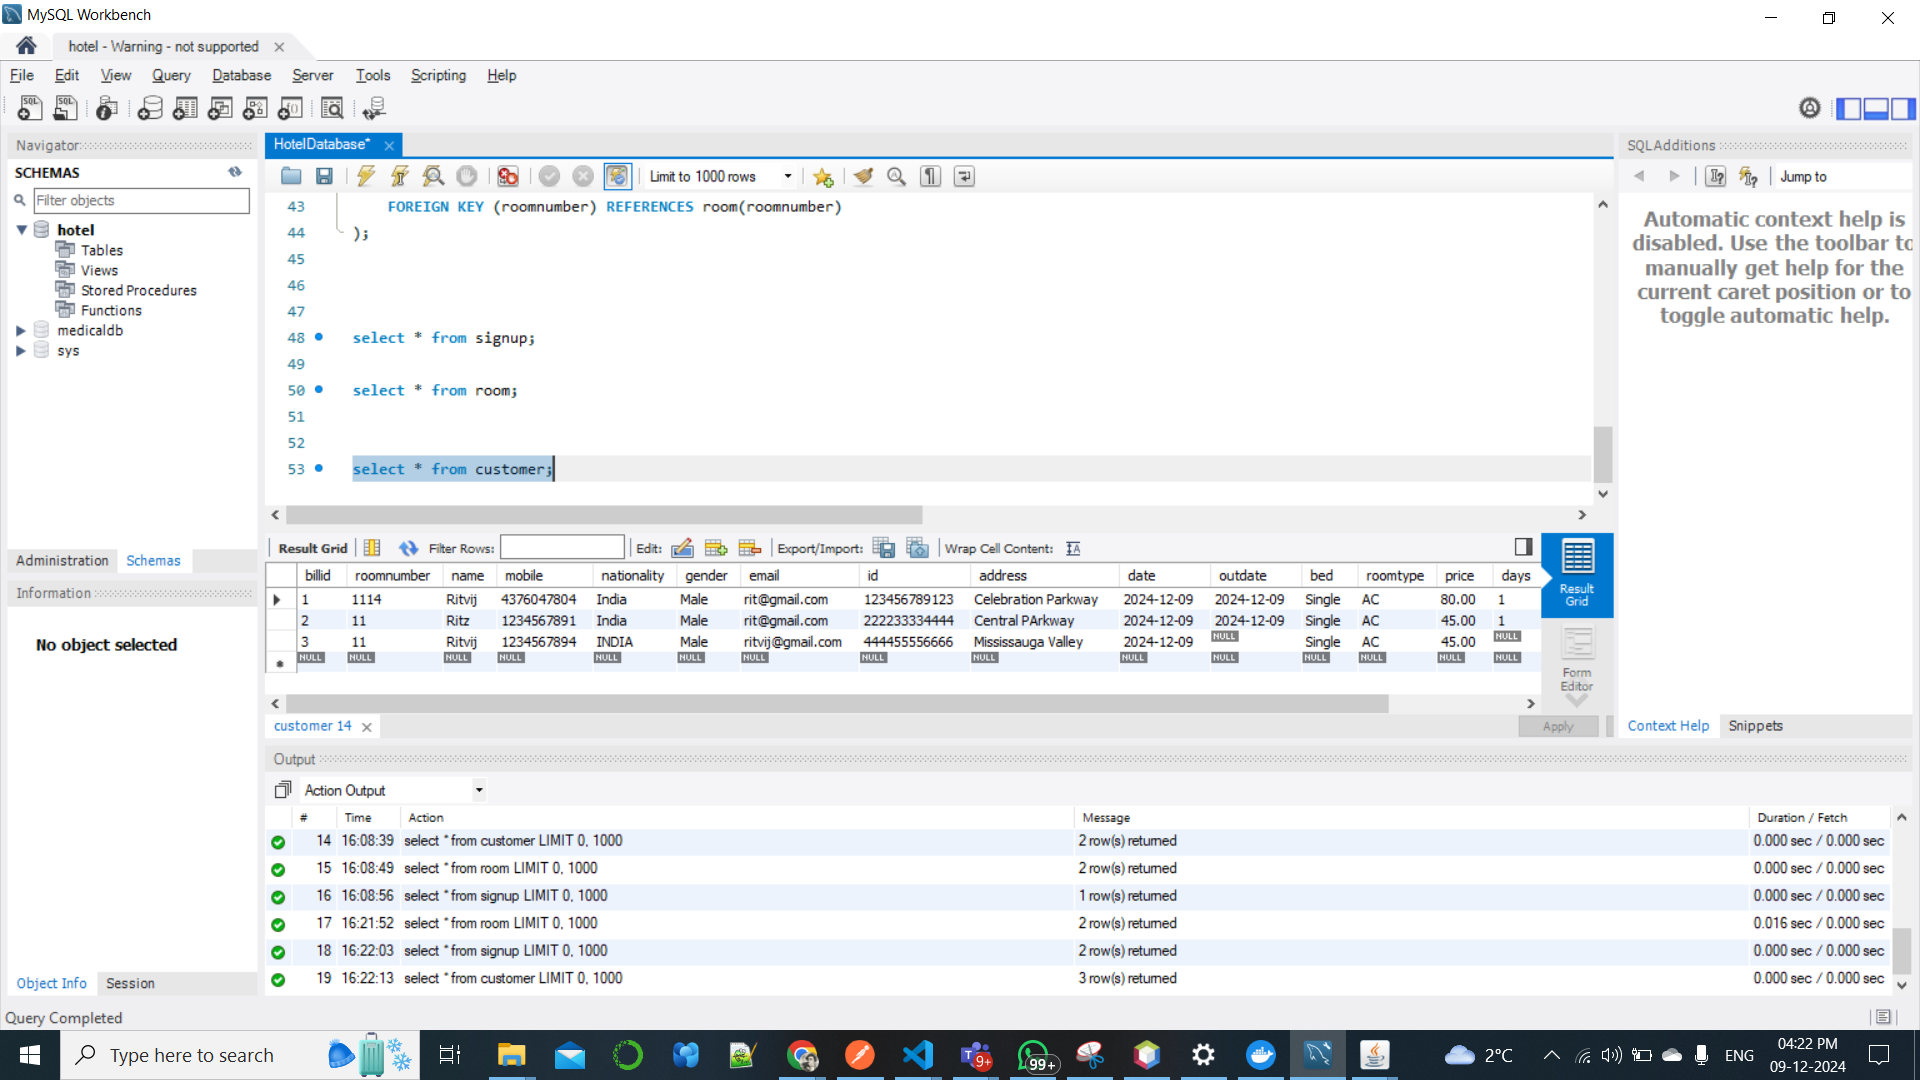 MySQL Workbench
hotel - Warning - not supported
File Edit View Query Database Server Tools Scripting Help
Navigator
SCHEMAS
Filter objects
hotel
Tables
Views
Stored Procedures
Functions
medicaldb
sys
Administration Schemas
Information
No object selected
Object Info Session
HotelDatabase*
Limit to 1000 rows
43 FOREIGN KEY (roomnumber) REFERENCES room(roomnumber)
44 );
45
46
47
48 select * from signup;
49
50 select * from room;
51
52
53 select * from customer;
Result Grid Filter Rows: Edit: Export/Import: Wrap Cell Content:
billid roomnumber name mobile nationality gender email id address date outdate bed roomtype price days
1 1114 Ritvij 4376047804 India Male rit@gmail.com 123456789123 Celebration Parkway 2024-12-09 2024-12-09 Single AC 80.00 1
2 11 Ritz 1234567891 India Male rit@gmail.com 222233334444 Central PArkway 2024-12-09 2024-12-09 Single AC 45.00 1
3 11 Ritvij 1234567894 INDIA Male ritvij@gmail.com 444455556666 Mississauga Valley 2024-12-09 NULL Single AC 45.00 NULL
NULL NULL NULL NULL NULL NULL NULL NULL NULL NULL NULL NULL NULL NULL NULL
Result
Grid
Form
Editor
customer 14
Apply
SQLAdditions
Jump to
Automatic context help is
disabled. Use the toolbar to
manually get help for the
current caret position or to
toggle automatic help.
Context Help Snippets
Output
Action Output
# Time Action Message Duration / Fetch
14 16:08:39 select * from customer LIMIT 0, 1000 2 row(s) returned 0.000 sec / 0.000 sec
15 16:08:49 select * from room LIMIT 0, 1000 2 row(s) returned 0.000 sec / 0.000 sec
16 16:08:56 select * from signup LIMIT 0, 1000 1 row(s) returned 0.000 sec / 0.000 sec
17 16:21:52 select * from room LIMIT 0, 1000 2 row(s) returned 0.016 sec / 0.000 sec
18 16:22:03 select * from signup LIMIT 0, 1000 2 row(s) returned 0.000 sec / 0.000 sec
19 16:22:13 select * from customer LIMIT 0, 1000 3 row(s) returned 0.000 sec / 0.000 sec
Query Completed
Type here to search
9+
99+
2°C
ENG
04:22 PM
09-12-2024